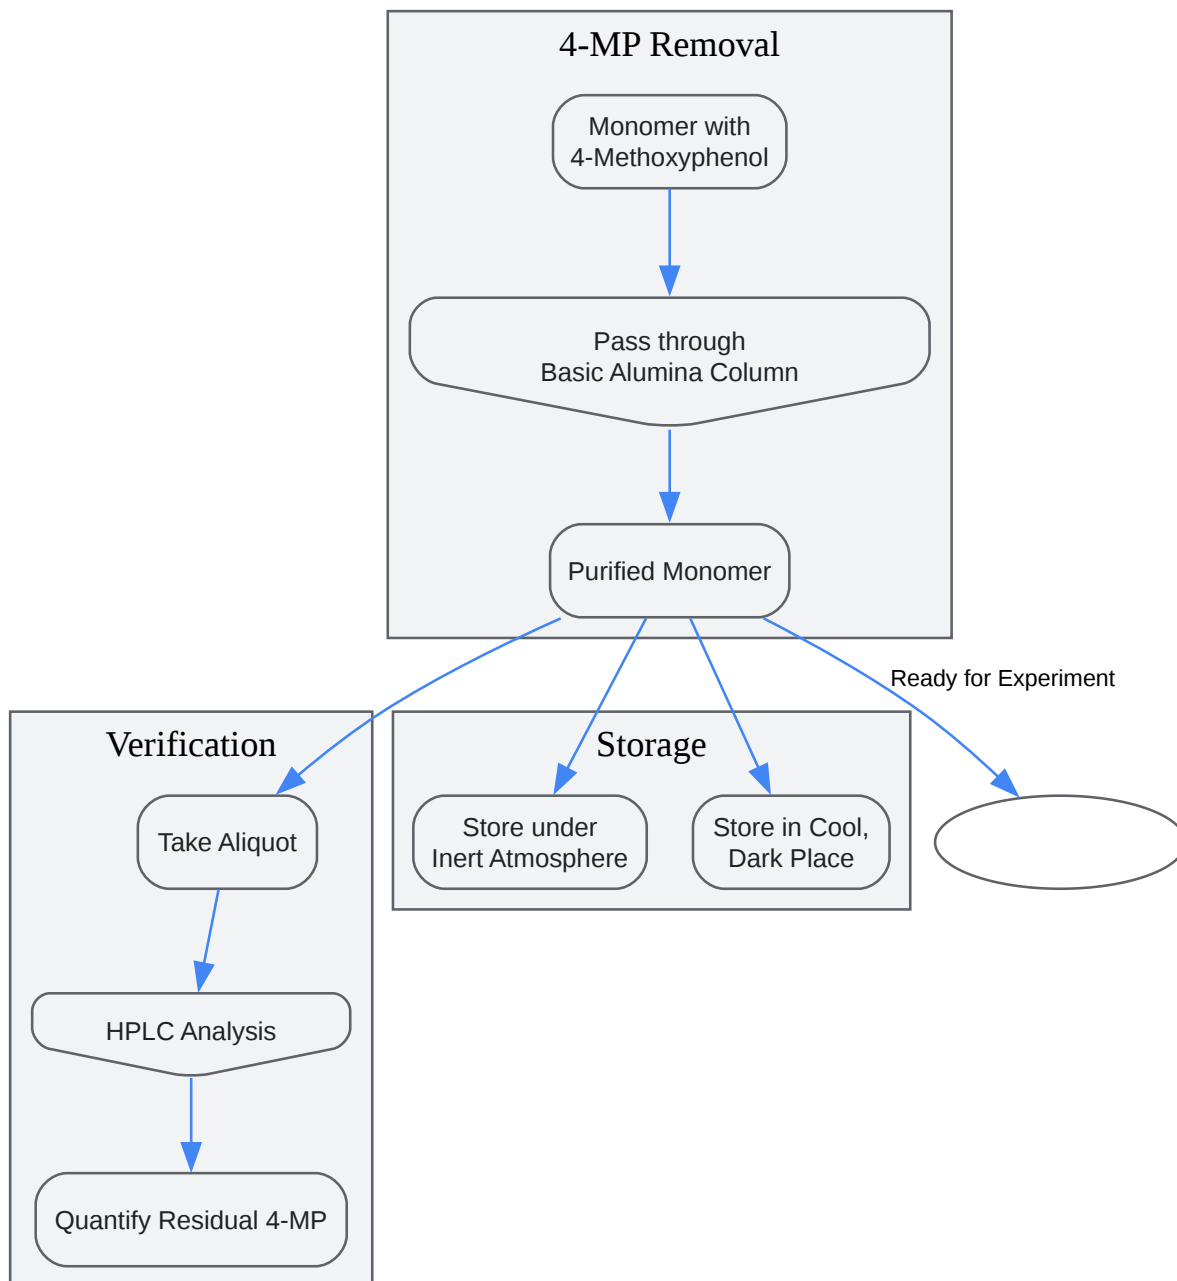 4-MP Removal
Monomer with
4-Methoxyphenol
Pass through
Basic Alumina Column
Purified Monomer
Ready for Experiment
Verification
Take Aliquot
HPLC Analysis
Quantify Residual 4-MP
Storage
Store under
Inert Atmosphere
Store in Cool,
Dark Place